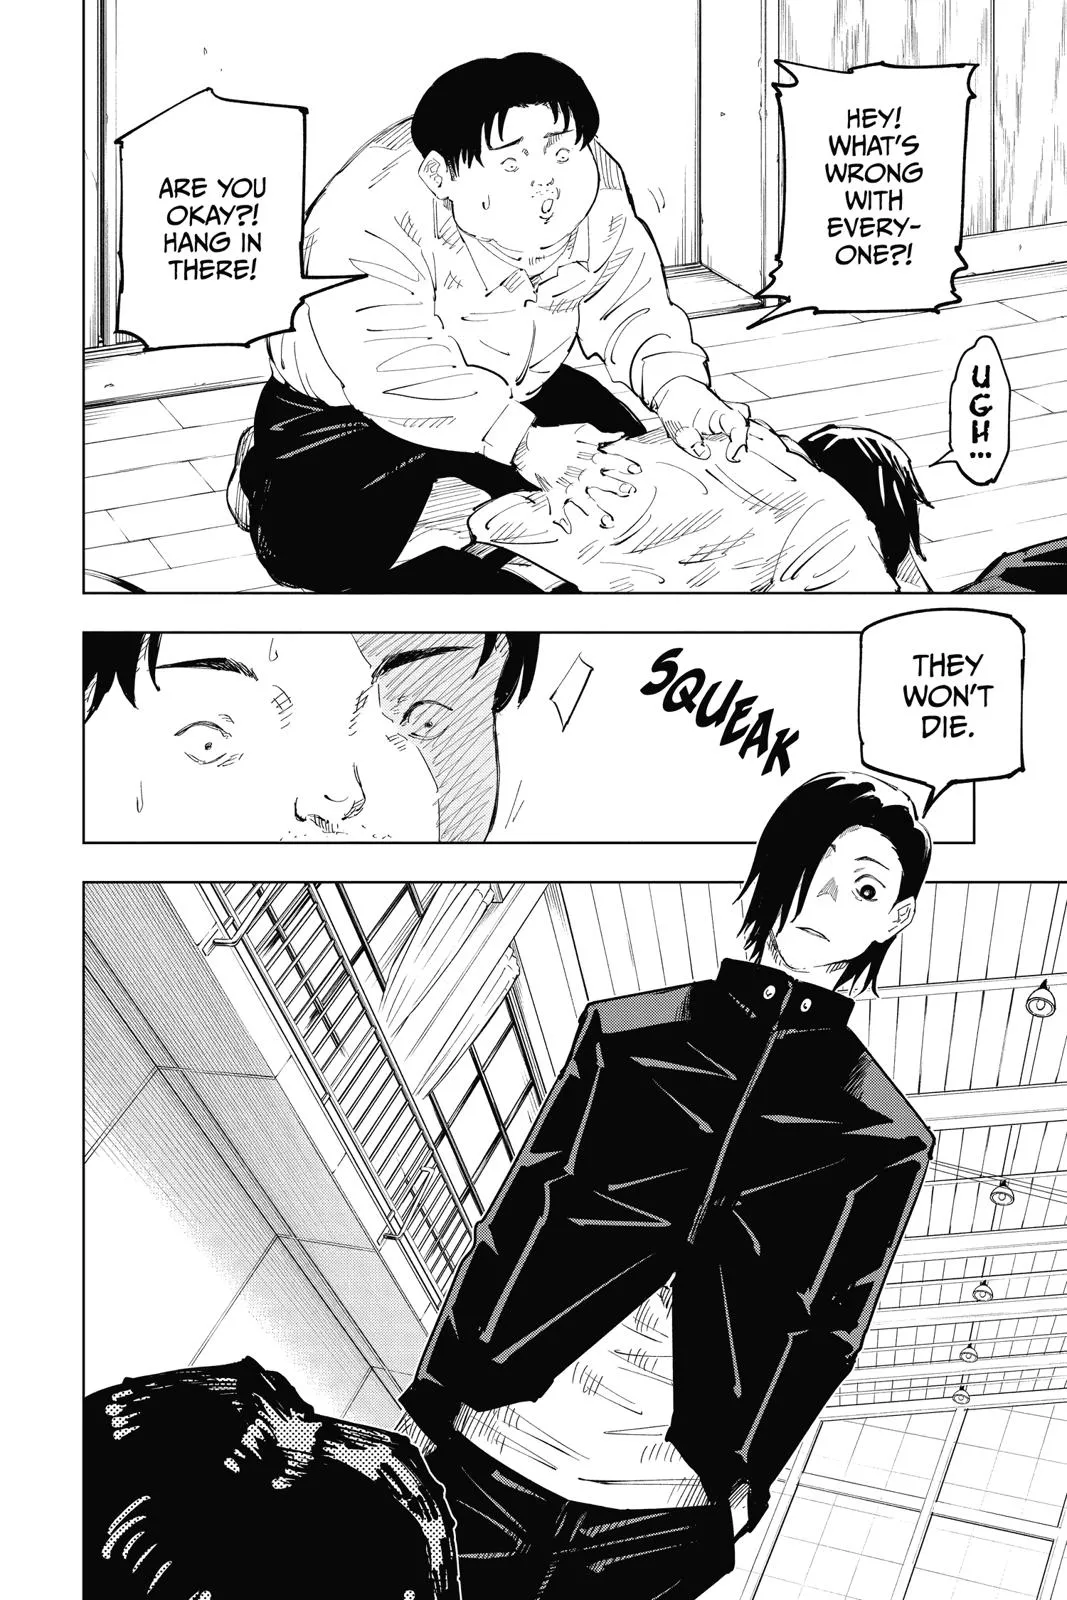 HEY!
WHAT'S
WRONG
WITH
EVERY-
ONE?!
ARE YOU
OKAY?!
HANG IN
THERE!
UGH...
SQUEAK
THEY
WON'T
DIE.